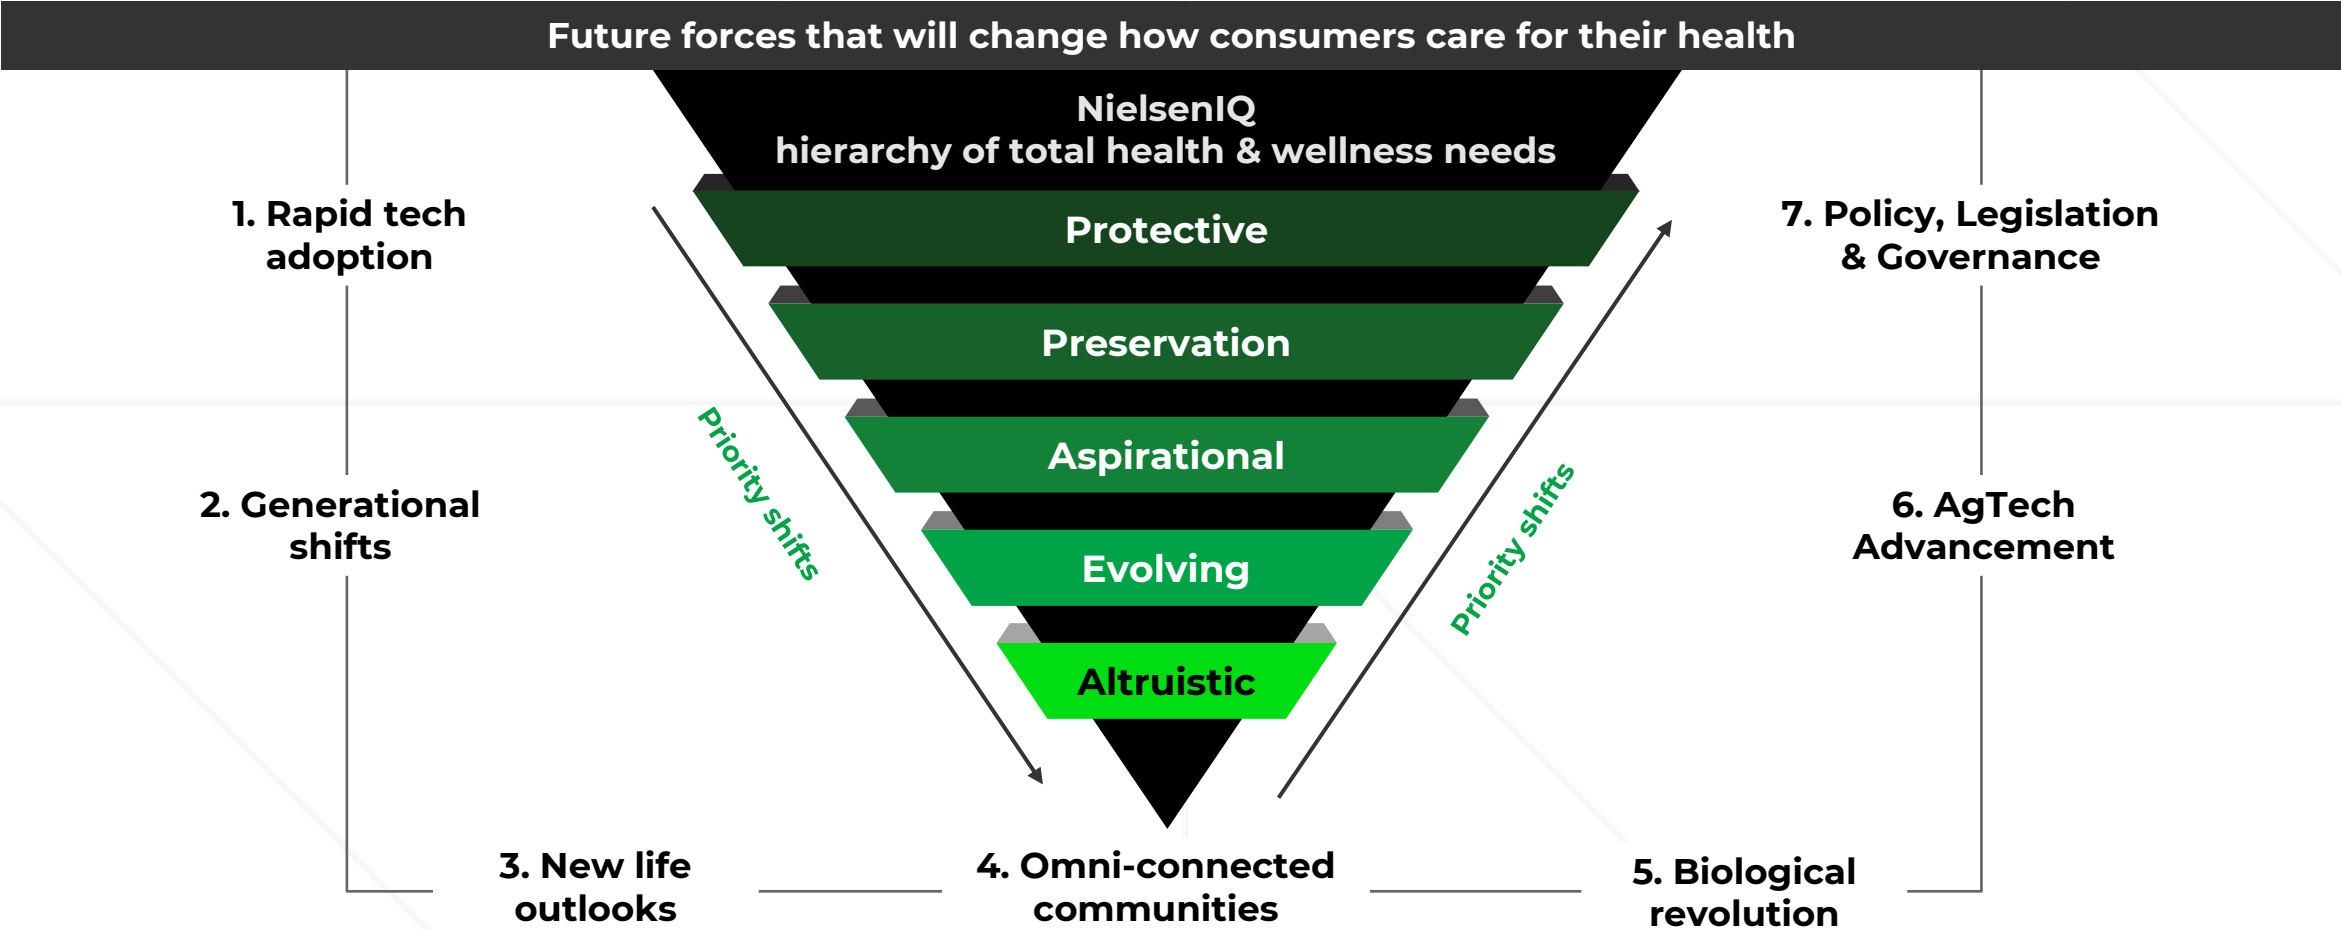 Future forces that will change how consumers care for their health
NielsenIQ
hierarchy of total health & wellness needs
Protective
Preservation
Aspirational
Evolving
Altruistic
Priority shifts
Priority shifts
1. Rapid tech
adoption
2. Generational
shifts
3. New life
outlooks
4. Omni-connected
communities
5. Biological
revolution
6. AgTech
Advancement
7. Policy, Legislation
& Governance